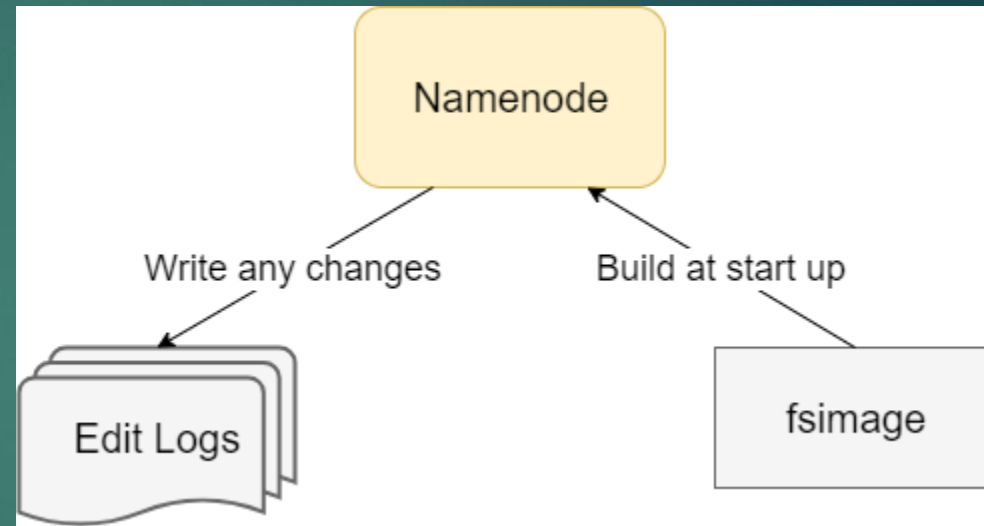 Namenode
Write any changes
Build at start up
Edit Logs
fsimage